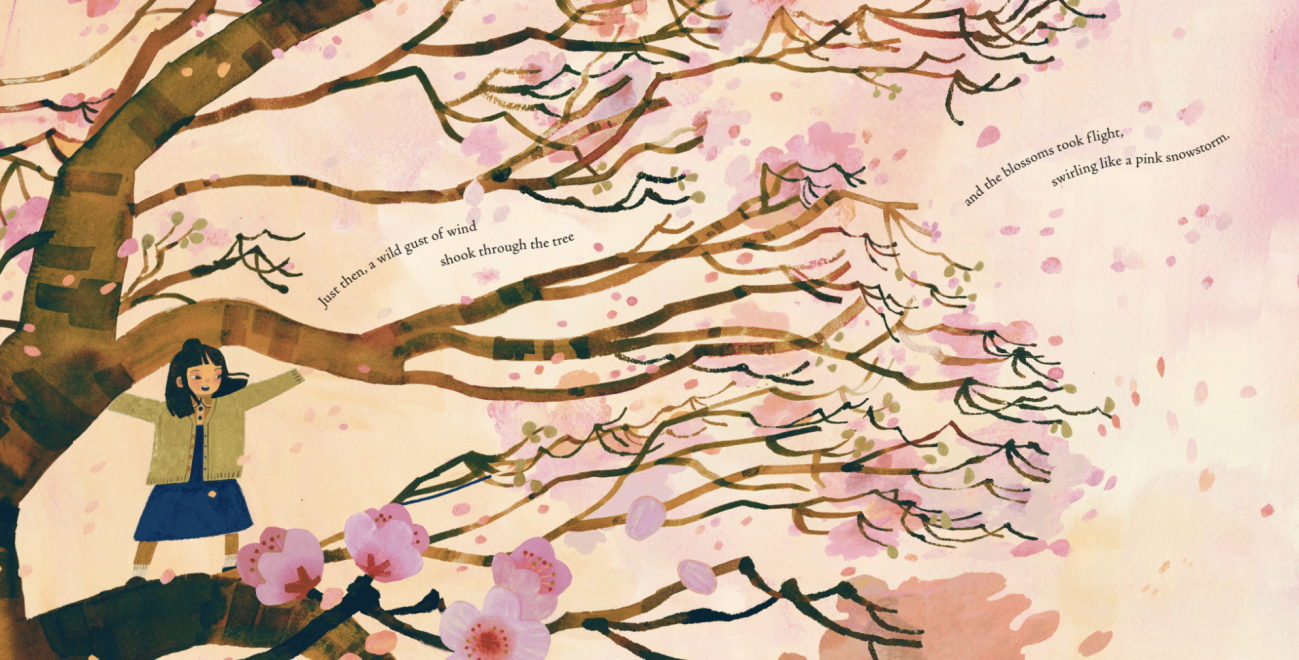 Just then, a wild gust of wind
shook through the tree
and the blossoms took flight,
swirling like a pink snowstorm.